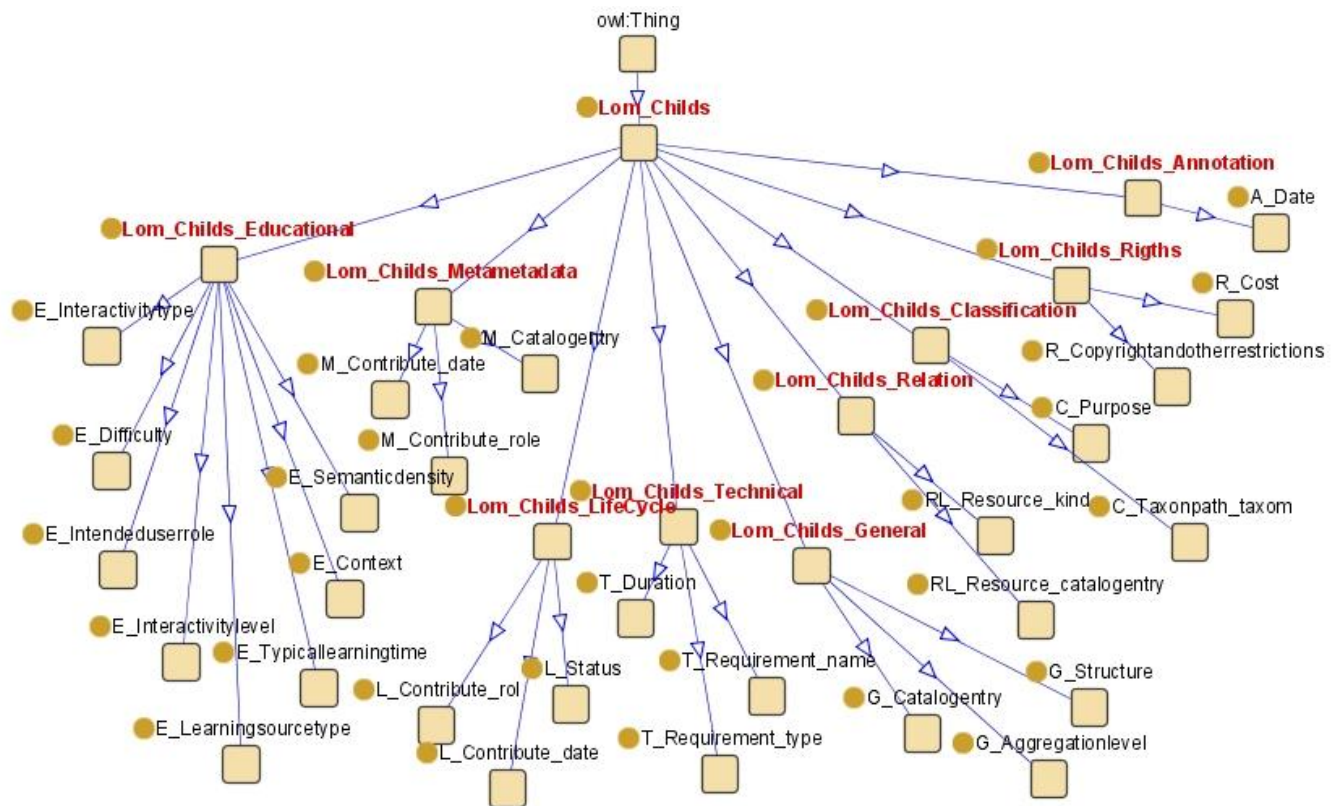 owl:Thing
Lom_Childs
Lom_Childs_Annotation
A_Date
Lom_Childs_Educational
Lom_Childs_Rigths
Lom_Childs_Metametadata
R_Cost
E_Interactivitytype
Lom_Childs_Classification
M_Catalogentry
R_Copyrightandotherrestrictions
M_Contribute_date
Lom_Childs_Relation
C_Purpose
E_Difficulty
M_Contribute_role
E_Semanticdensity
Lom_Childs_Technical
RL_Resource_kind
C_Taxonpath_taxom
Lom_Childs_LifeCycle
Lom_Childs_General
E_Intendeduserrole
E_Context
T_Duration
RL_Resource_catalogentry
E_Interactivitylevel
E_Typicallearningtime
T_Requirement_name
L_Status
G_Structure
L_Contribute_rol
G_Catalogentry
E_Learningsourcetype
T_Requirement_type
G_Aggregationlevel
L_Contribute_date